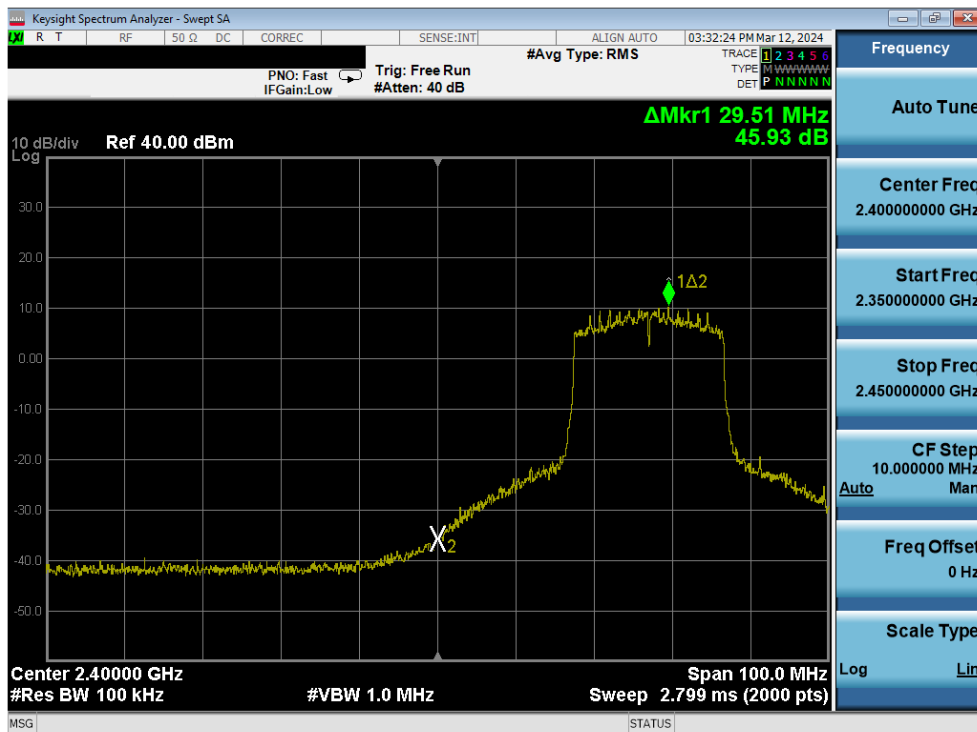 Keysight Spectrum Analyzer - Swept SA
LXI R T RF 50 Ω DC CORREC SENSE:INT ALIGN AUTO 03:32:24 PM Mar 12, 2024
#Avg Type: RMS TRACE 1 2 3 4 5 6
PNO: Fast Trig: Free Run TYPE M W W W W W
IFGain:Low #Atten: 40 dB DET P N N N N N
ΔMkr1 29.51 MHz
45.93 dB
10 dB/div Ref 40.00 dBm
Log
30.0
20.0
1Δ2
10.0
0.00
-10.0
-20.0
-30.0
2
-40.0
-50.0
Center 2.40000 GHz Span 100.0 MHz
#Res BW 100 kHz #VBW 1.0 MHz Sweep 2.799 ms (2000 pts)
MSG STATUS
Frequency
Auto Tune
Center Freq
2.400000000 GHz
Start Freq
2.350000000 GHz
Stop Freq
2.450000000 GHz
CF Step
10.000000 MHz
Auto Man
Freq Offset
0 Hz
Scale Type
Log Lin